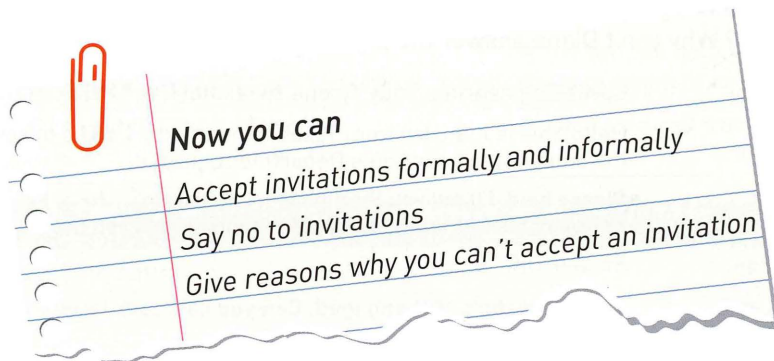 Now you can
Accept invitations formally and informally
Say no to invitations
Give reasons why you can't accept an invitation